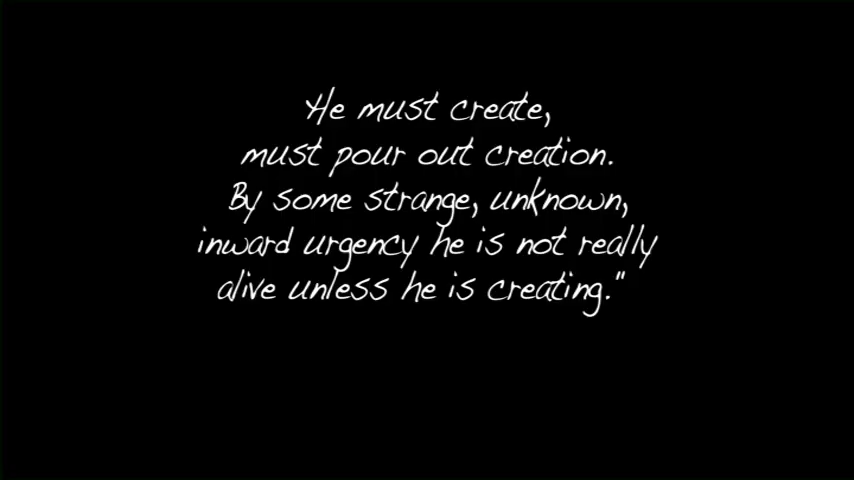 He must create,
must pour out creation.
By some strange, unknown,
inward urgency he is not really
alive unless he is creating."